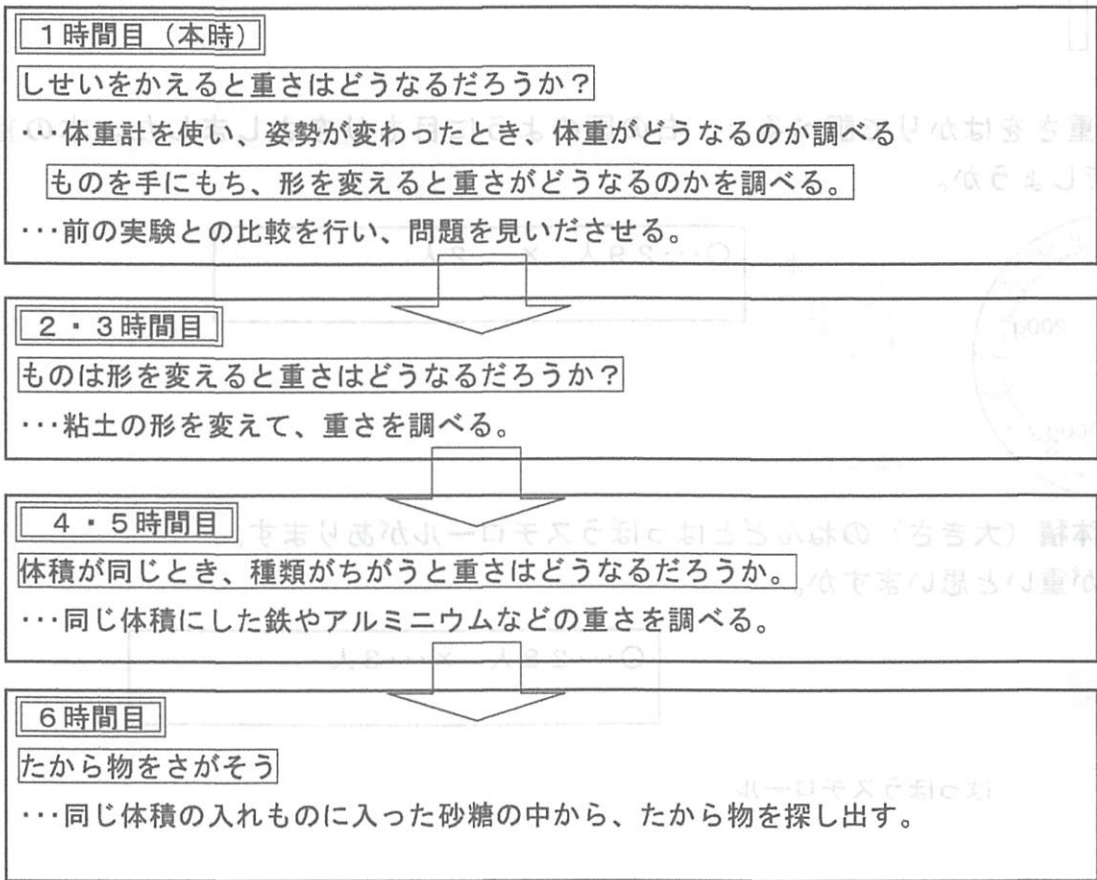 1時間目（本時）
しせいをかえると重さはどうなるだろうか？
…体重計を使い、姿勢が変わったとき、体重がどうなるのか調べる
ものを手にもち、形を変えると重さがどうなるのかを調べる。
…前の実験との比較を行い、問題を見いださせる。
2・3時間目
ものは形を変えると重さはどうなるだろうか？
…粘土の形を変えて、重さを調べる。
4・5時間目
体積が同じとき、種類がちがうと重さはどうなるだろうか。
…同じ体積にした鉄やアルミニウムなどの重さを調べる。
6時間目
たから物をさがそう
…同じ体積の入れものに入った砂糖の中から、たから物を探し出す。